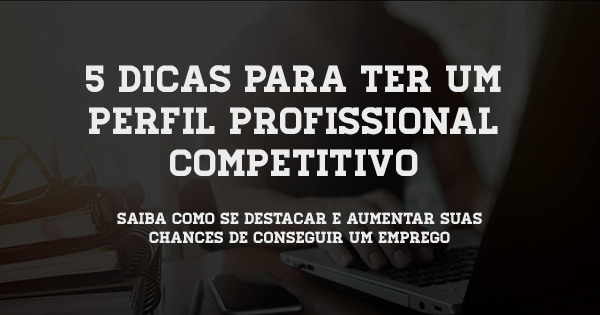 5 DICAS PARA TER UM
PERFIL PROFISSIONAL
COMPETITIVO
SAIBA COMO SE DESTACAR E AUMENTAR SUAS
CHANCES DE CONSEGUIR UM EMPREGO